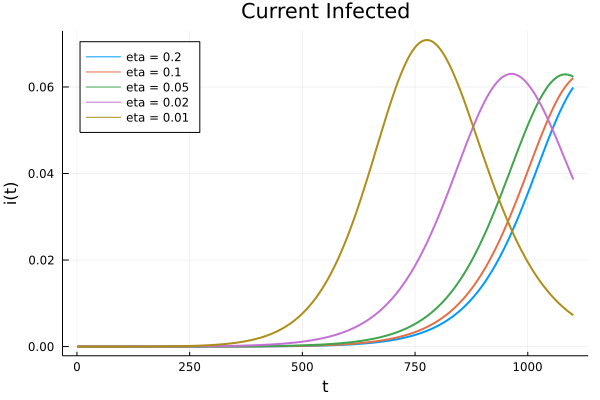 Current Infected
eta = 0.2
eta = 0.1
eta = 0.05
eta = 0.02
eta = 0.01
i(t)
0.06
0.04
0.02
0.00
0
250
500
750
1000
t